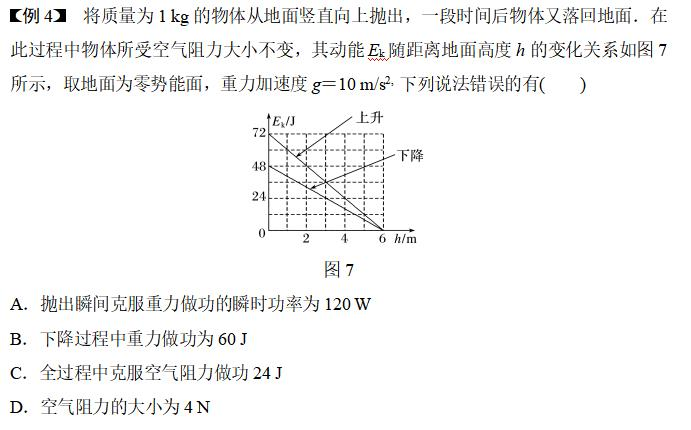 【例 4】 将质量为 1 kg 的物体从地面竖直向上抛出，一段时间后物体又落回地面．在
此过程中物体所受空气阻力大小不变，其动能 Ek 随距离地面高度 h 的变化关系如图 7
所示，取地面为零势能面，重力加速度 g＝10 m/s²，下列说法错误的有(　　)
Ek/J
上升
72
下降
48
24
0
2 4 6 h/m
图 7
A．抛出瞬间克服重力做功的瞬时功率为 120 W
B．下降过程中重力做功为 60 J
C．全过程中克服空气阻力做功 24 J
D．空气阻力的大小为 4 N